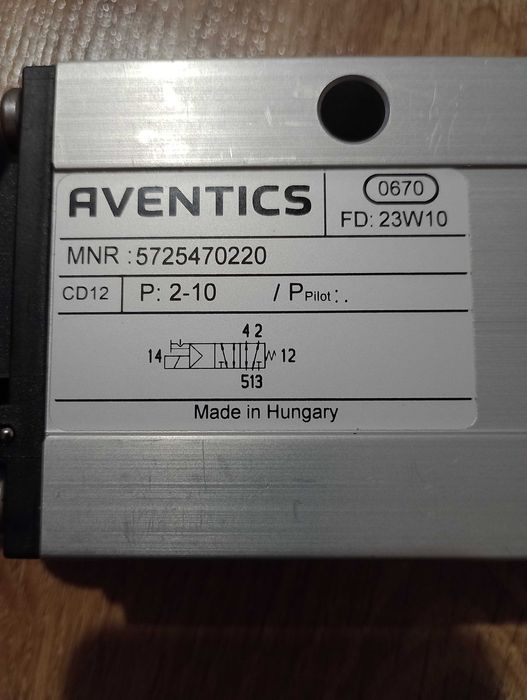 AVENTICS
0670
FD: 23W10
MNR : 5725470220
CD12
P: 2-10 / PPilot : .
4 2
14
12
513
Made in Hungary